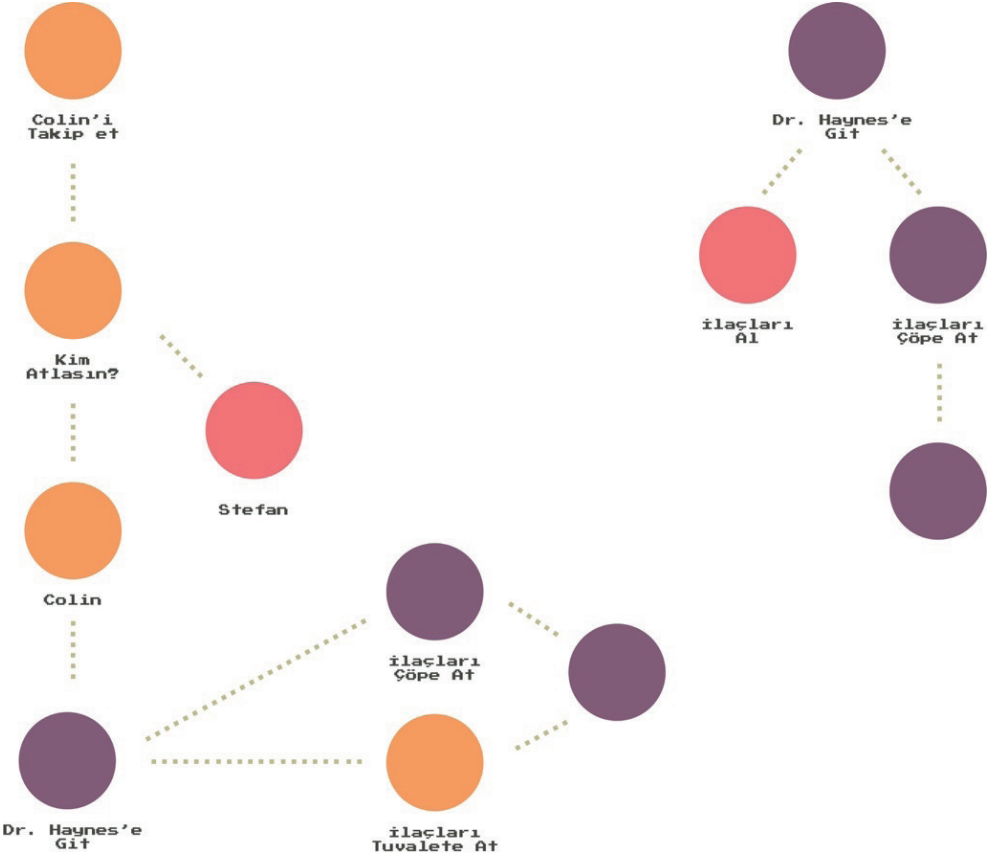 Colin'i
Takip et
Dr. Haynes'e
Git
İlaçları
Al
İlaçları
Çöpe At
Kim
Atlasın?
Stefan
Colin
İlaçları
Çöpe At
Dr. Haynes'e
Git
İlaçları
Tuvalete At